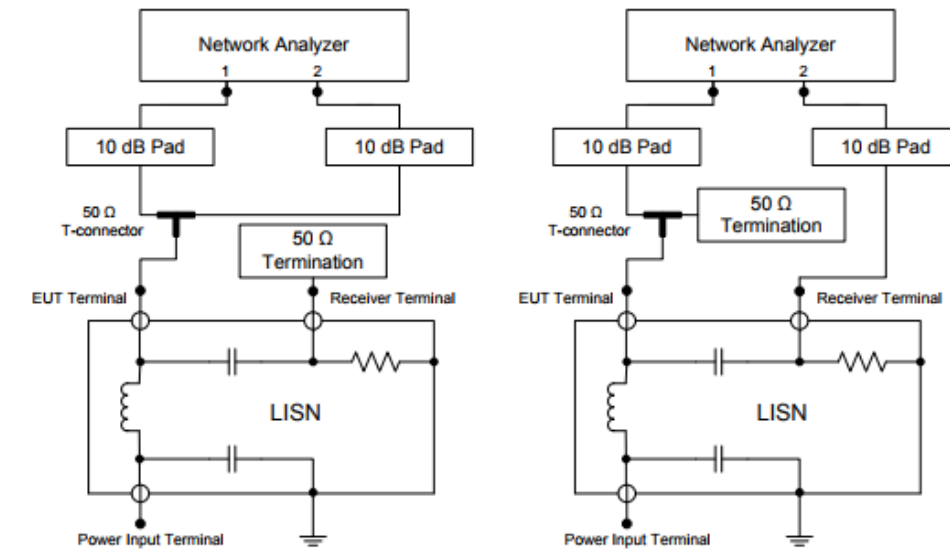 Network Analyzer
1 2
10 dB Pad
10 dB Pad
50 Ω
T-connector
50 Ω
Termination
EUT Terminal
Receiver Terminal
LISN
Power Input Terminal
Network Analyzer
1 2
10 dB Pad
10 dB Pad
50 Ω
Termination
50 Ω
T-connector
EUT Terminal
Receiver Terminal
LISN
Power Input Terminal